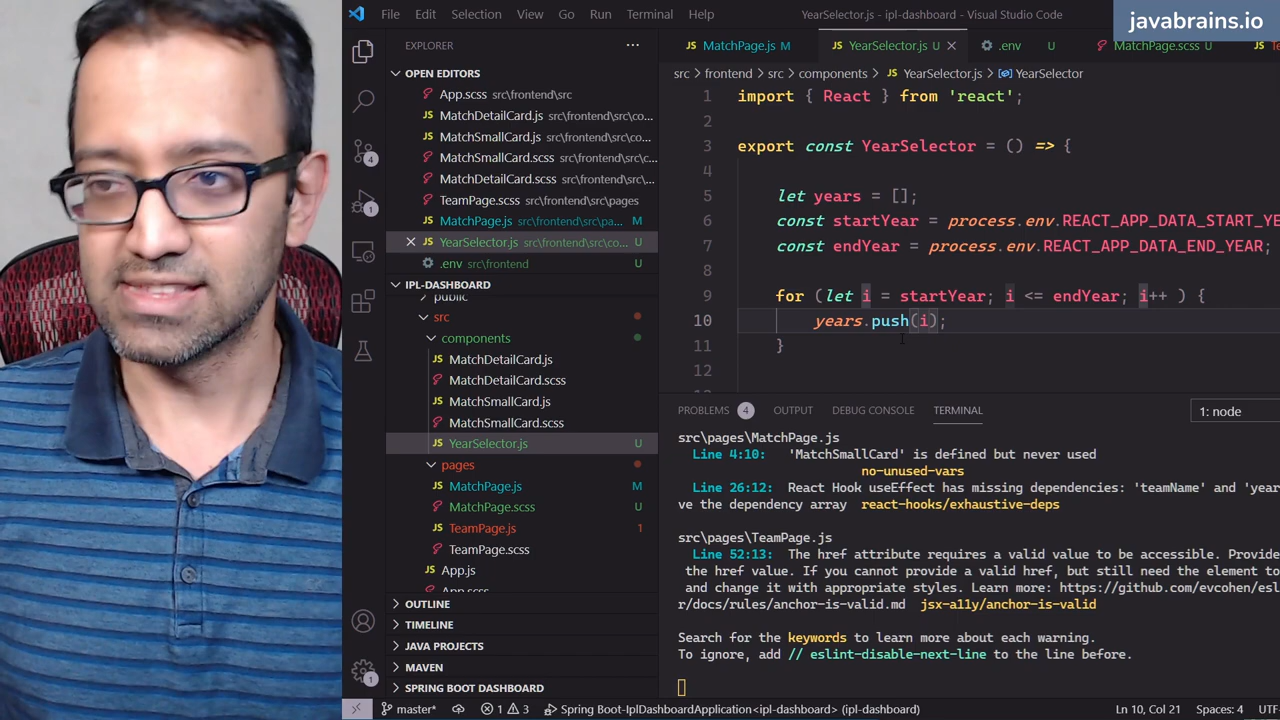 File Edit Selection View Go Run Terminal Help YearSelector.js - ipl-dashboard - Visual Studio Code
javabrains.io
EXPLORER
OPEN EDITORS
App.scss src\frontend\src
MatchDetailCard.js src\frontend\src\co...
MatchSmallCard.js src\frontend\src\co...
MatchSmallCard.scss src\frontend\src\c...
MatchDetailCard.scss src\frontend\src\...
TeamPage.scss src\frontend\src\pages
MatchPage.js src\frontend\src\pa... M
YearSelector.js src\frontend\src\co... U
.env src\frontend U
IPL-DASHBOARD
public
src
components
MatchDetailCard.js
MatchDetailCard.scss
MatchSmallCard.js
MatchSmallCard.scss
YearSelector.js U
pages
MatchPage.js M
MatchPage.scss U
TeamPage.js 1
TeamPage.scss
App.js
App.scss
OUTLINE
TIMELINE
JAVA PROJECTS
MAVEN
SPRING BOOT DASHBOARD
4
1
1
MatchPage.js M YearSelector.js U .env U MatchPage.scss U
src > frontend > src > components > JS YearSelector.js > YearSelector
1 import { React } from 'react';
2
3 export const YearSelector = () => {
4
5 let years = [];
6 const startYear = process.env.REACT_APP_DATA_START_YE
7 const endYear = process.env.REACT_APP_DATA_END_YEAR;
8
9 for (let i = startYear; i <= endYear; i++ ) {
10 years.push(i);
11 }
12
PROBLEMS 4 OUTPUT DEBUG CONSOLE TERMINAL 1: node
src\pages\MatchPage.js
Line 4:10: 'MatchSmallCard' is defined but never used
no-unused-vars
Line 26:12: React Hook useEffect has missing dependencies: 'teamName' and 'year
ve the dependency array react-hooks/exhaustive-deps
src\pages\TeamPage.js
Line 52:13: The href attribute requires a valid value to be accessible. Provide
the href value. If you cannot provide a valid href, but still need the element to
and change it with appropriate styles. Learn more: https://github.com/evcohen/esl
r/docs/rules/anchor-is-valid.md jsx-a11y/anchor-is-valid
Search for the keywords to learn more about each warning.
To ignore, add // eslint-disable-next-line to the line before.
master* 1 3 Spring Boot-IplDashboardApplication<ipl-dashboard> (ipl-dashboard) Ln 10, Col 21 Spaces: 4 UTF-